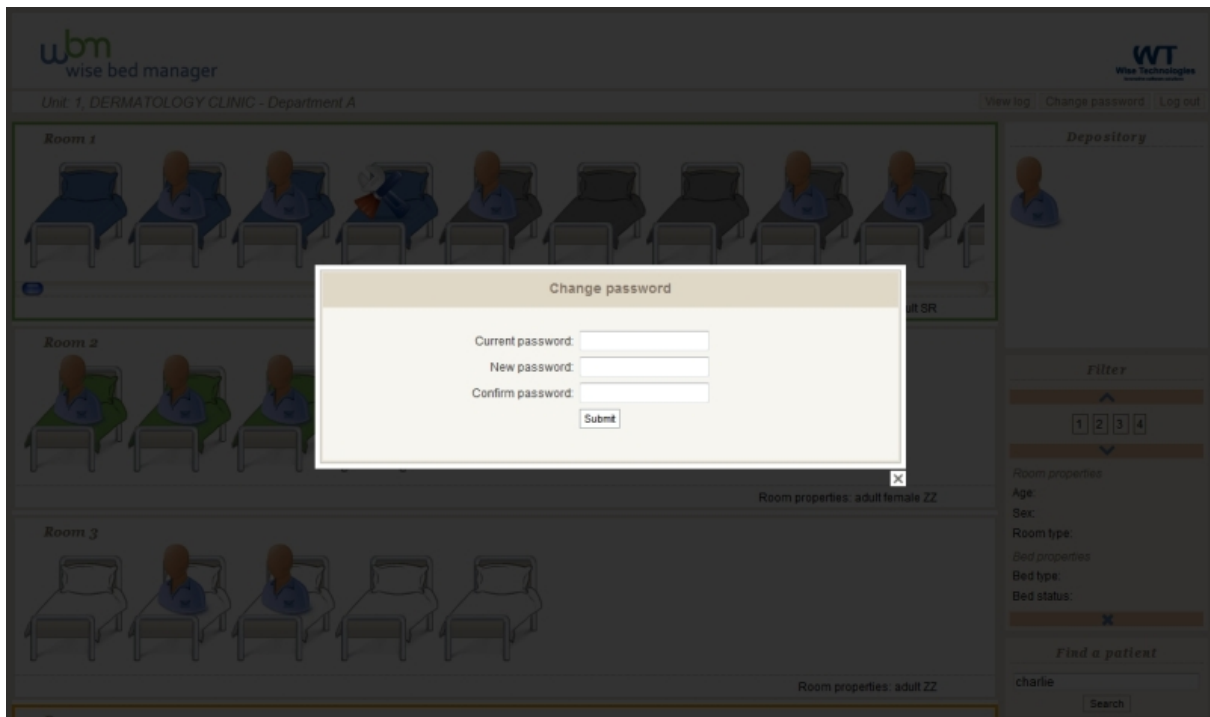 wbm
wise bed manager
WT
Wise Technologies
Unit: 1, DERMATOLOGY CLINIC - Department A
View log Change password Log out
Room 1
Depository
Change password
ult SR
Current password:
New password:
Confirm password:
Submit
Room 2
Filter
1 2 3 4
Room properties
Age:
Sex:
Room type:
Bed properties
Bed type:
Bed status:
Room properties: adult female ZZ
Room 3
Find a patient
charlie
Search
Room properties: adult ZZ